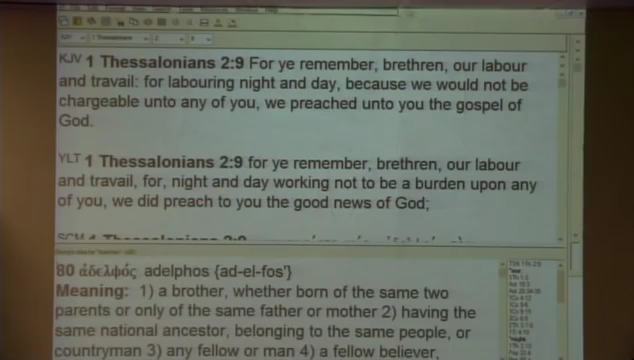 KJV 1 Thessalonians 2:9 For ye remember, brethren, our labour
and travail: for labouring night and day, because we would not be
chargeable unto any of you, we preached unto you the gospel of
God.
YLT 1 Thessalonians 2:9 for ye remember, brethren, our labour
and travail, for, night and day working not to be a burden upon any
of you, we did preach to you the good news of God;
80 ἀδελφός adelphos {ad-el-fos'}
Meaning: 1) a brother, whether born of the same two
parents or only of the same father or mother 2) having the
same national ancestor, belonging to the same people, or
countryman 3) any fellow or man 4) a fellow believer,